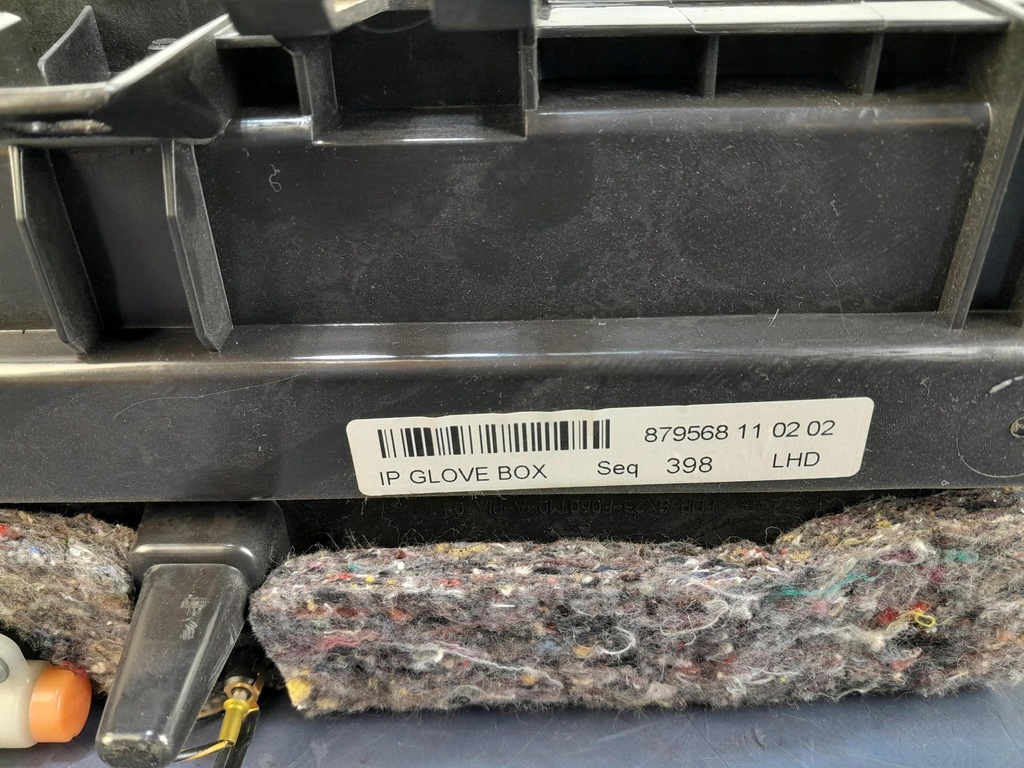 879568 11 02 02
IP GLOVE BOX Seq 398 LHD